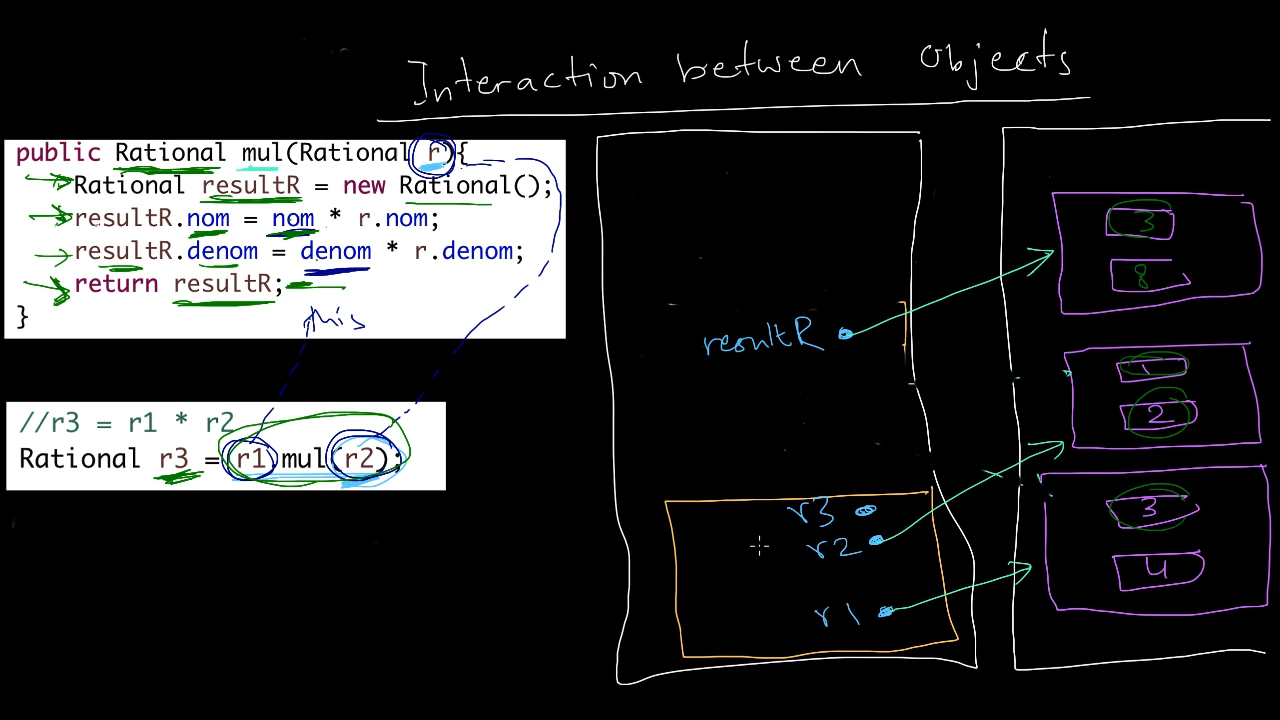 Interaction between Objects
public Rational mul(Rational r){
Rational resultR = new Rational();
resultR.nom = nom * r.nom;
resultR.denom = denom * r.denom;
return resultR;
}
this
//r3 = r1 * r2
Rational r3 = r1.mul(r2);
resultR
r3
r2
r1
3
8
1
2
3
4